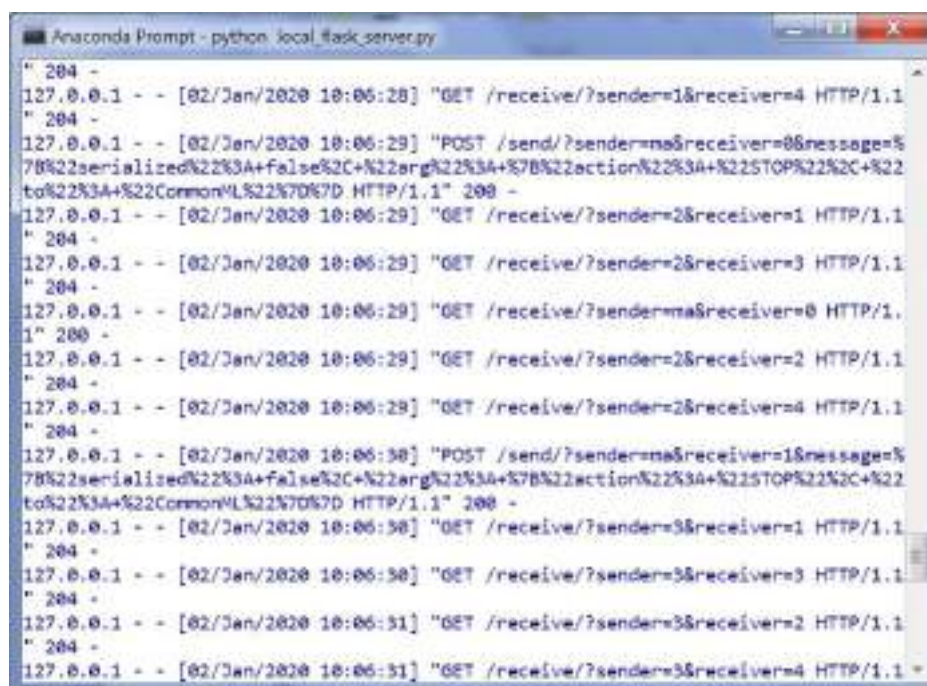 Anaconda Prompt - python local_flask_server.py
" 204 -
127.0.0.1 - - [02/Jan/2020 10:06:28] "GET /receive/?sender=1&receiver=4 HTTP/1.1
" 204 -
127.0.0.1 - - [02/Jan/2020 10:06:29] "POST /send/?sender=ma&receiver=0&message=%
7B%22serialized%22%3A+false%2C+%22arg%22%3A+%7B%22action%22%3A+%22STOP%22%2C+%22
to%22%3A+%22CommonML%22%7D%7D HTTP/1.1" 200 -
127.0.0.1 - - [02/Jan/2020 10:06:29] "GET /receive/?sender=2&receiver=1 HTTP/1.1
" 204 -
127.0.0.1 - - [02/Jan/2020 10:06:29] "GET /receive/?sender=2&receiver=3 HTTP/1.1
" 204 -
127.0.0.1 - - [02/Jan/2020 10:06:29] "GET /receive/?sender=ma&receiver=0 HTTP/1.
1" 200 -
127.0.0.1 - - [02/Jan/2020 10:06:29] "GET /receive/?sender=2&receiver=2 HTTP/1.1
" 204 -
127.0.0.1 - - [02/Jan/2020 10:06:29] "GET /receive/?sender=2&receiver=4 HTTP/1.1
" 204 -
127.0.0.1 - - [02/Jan/2020 10:06:30] "POST /send/?sender=ma&receiver=1&message=%
7B%22serialized%22%3A+false%2C+%22arg%22%3A+%7B%22action%22%3A+%22STOP%22%2C+%22
to%22%3A+%22CommonML%22%7D%7D HTTP/1.1" 200 -
127.0.0.1 - - [02/Jan/2020 10:06:30] "GET /receive/?sender=3&receiver=1 HTTP/1.1
" 204 -
127.0.0.1 - - [02/Jan/2020 10:06:30] "GET /receive/?sender=3&receiver=3 HTTP/1.1
" 204 -
127.0.0.1 - - [02/Jan/2020 10:06:31] "GET /receive/?sender=3&receiver=2 HTTP/1.1
" 204 -
127.0.0.1 - - [02/Jan/2020 10:06:31] "GET /receive/?sender=3&receiver=4 HTTP/1.1